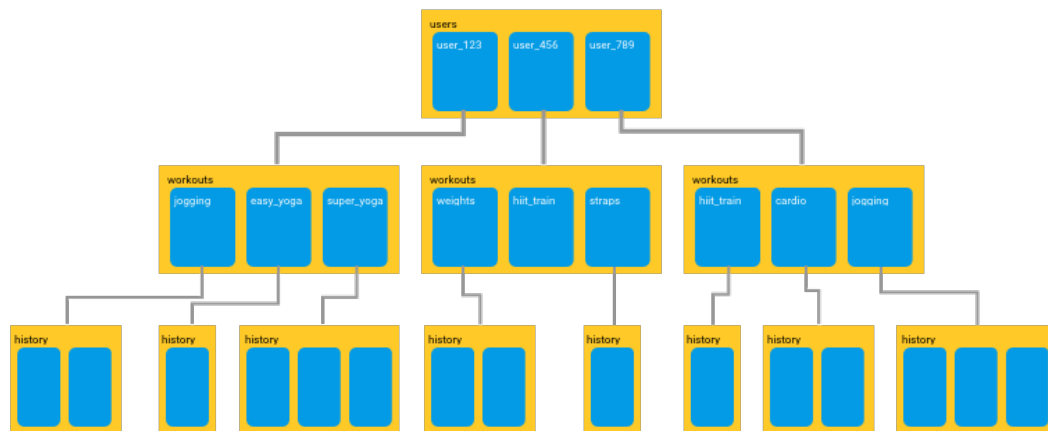 users
user_123 user_456 user_789
workouts workouts workouts
jogging easy_yoga super_yoga weights hiit_train straps hiit_train cardio jogging
history history history history history history history history